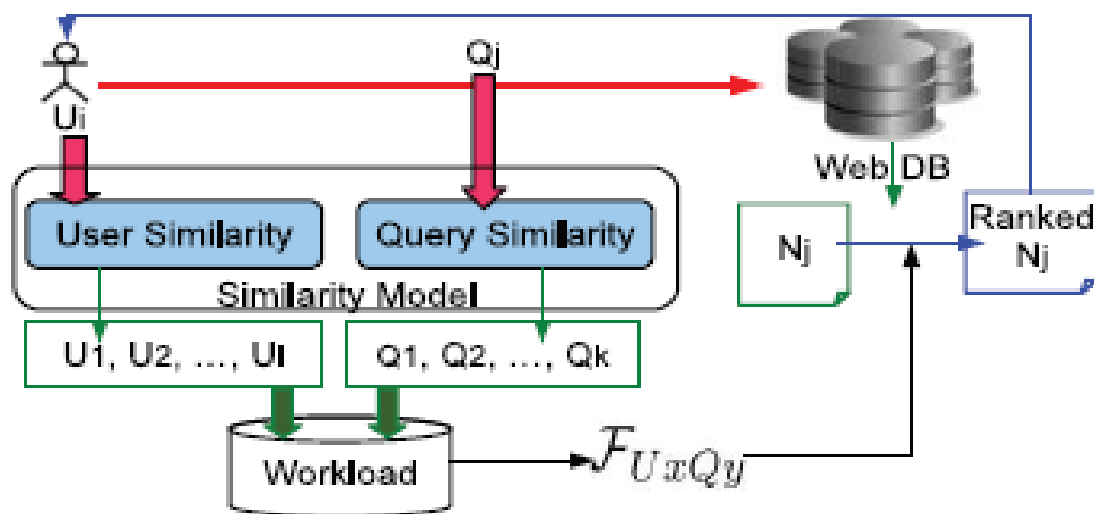 Qj
Ui
Web DB
User Similarity
Query Similarity
Similarity Model
Nj
Ranked
Nj
U1, U2, ..., Ul
Q1, Q2, ..., Qk
Workload
FUxQy